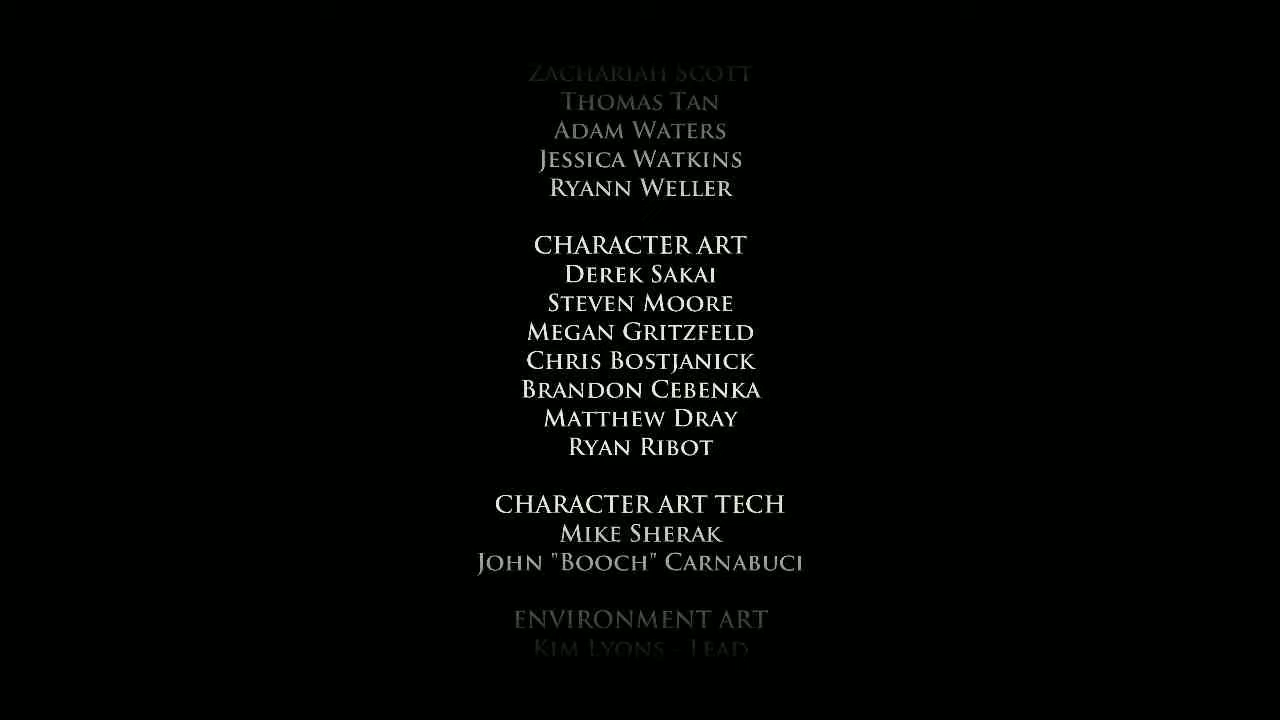 Zachariah Scott
Thomas Tan
Adam Waters
Jessica Watkins
Ryann Weller
CHARACTER ART
Derek Sakai
Steven Moore
Megan Gritzfeld
Chris Bostjanick
Brandon Cebenka
Matthew Dray
Ryan Ribot
CHARACTER ART TECH
Mike Sherak
John "Booch" Carnabuci
ENVIRONMENT ART
Kim Lyons - Lead